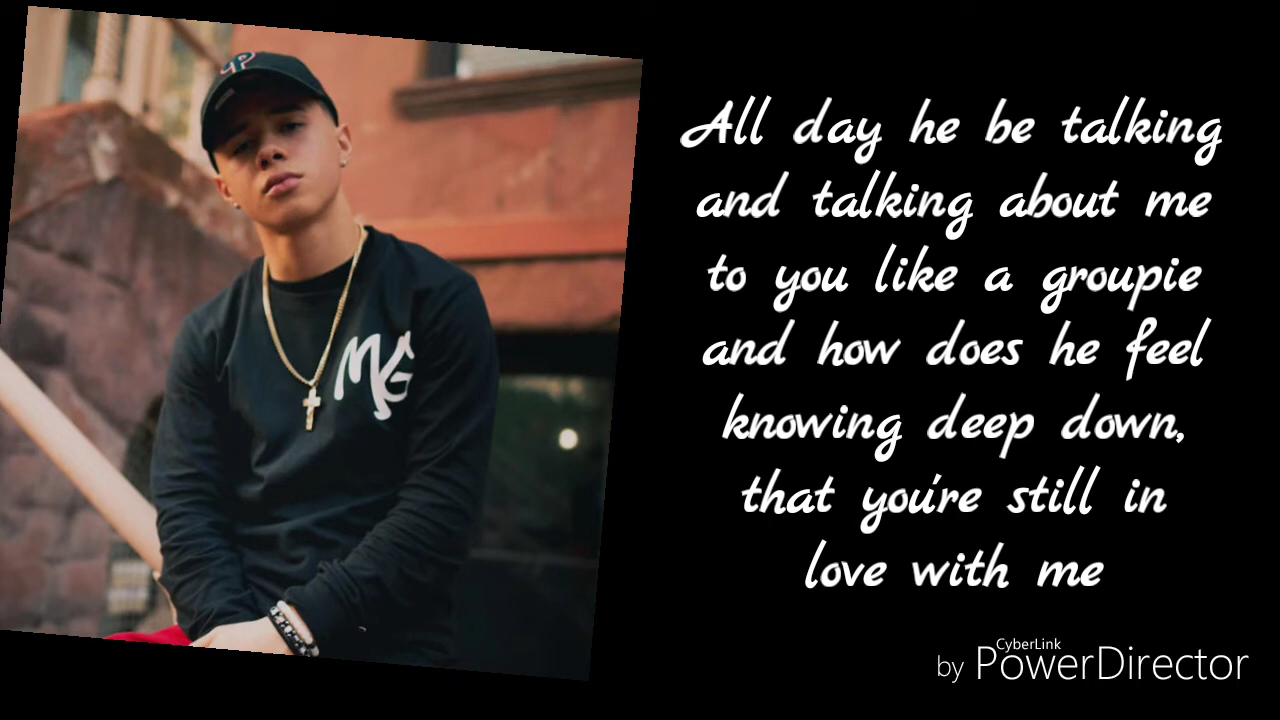 P
MG
All day he be talking
and talking about me
to you like a groupie
and how does he feel
knowing deep down,
that you're still in
love with me
CyberLink
by PowerDirector